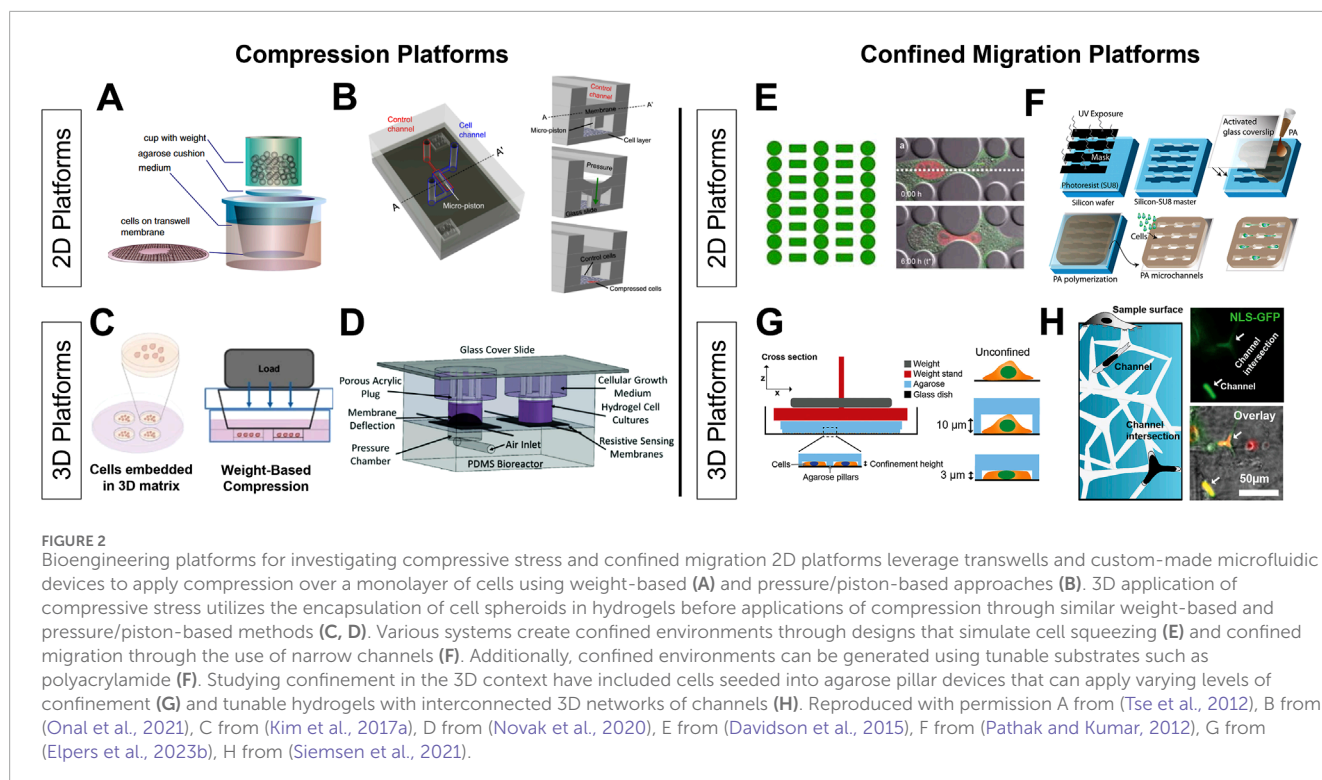 Compression Platforms
Confined Migration Platforms
2D Platforms
A
cup with weight
agarose cushion
medium
cells on transwell
membrane
B
Control
channel
Cell
channel
A'
A
Micro-piston
Control
channel
A'
Membrane
A
Micro-piston
Cell layer
Pressure
Glass slide
Control cells
Compressed cells
3D Platforms
C
Cells embedded
in 3D matrix
Load
Weight-Based
Compression
D
Glass Cover Slide
Porous Acrylic
Plug
Membrane
Deflection
Pressure
Chamber
Air Inlet
PDMS Bioreactor
Cellular Growth
Medium
Hydrogel Cell
Cultures
Resistive Sensing
Membranes
2D Platforms
E
a
0:00 h
6:00 h (t*)
F
UV Exposure
Mask
Photoresist (SU8)
Silicon wafer
Silicon-SU8 master
Activated
glass coverslip
PA
PA polymerization
Cells
PA microchannels
3D Platforms
G
Cross section
z
x
Weight
Weight stand
Agarose
Glass dish
Cells
Confinement height
Agarose pillars
Unconfined
10 µm
3 µm
H
Sample surface
Channel
Channel
intersection
NLS-GFP
Channel
intersection
Channel
Overlay
50µm
FIGURE 2
Bioengineering platforms for investigating compressive stress and confined migration 2D platforms leverage transwells and custom-made microfluidic
devices to apply compression over a monolayer of cells using weight-based (A) and pressure/piston-based approaches (B). 3D application of
compressive stress utilizes the encapsulation of cell spheroids in hydrogels before applications of compression through similar weight-based and
pressure/piston-based methods (C, D). Various systems create confined environments through designs that simulate cell squeezing (E) and confined
migration through the use of narrow channels (F). Additionally, confined environments can be generated using tunable substrates such as
polyacrylamide (F). Studying confinement in the 3D context have included cells seeded into agarose pillar devices that can apply varying levels of
confinement (G) and tunable hydrogels with interconnected 3D networks of channels (H). Reproduced with permission A from (Tse et al., 2012), B from
(Onal et al., 2021), C from (Kim et al., 2017a), D from (Novak et al., 2020), E from (Davidson et al., 2015), F from (Pathak and Kumar, 2012), G from
(Elpers et al., 2023b), H from (Siemsen et al., 2021).